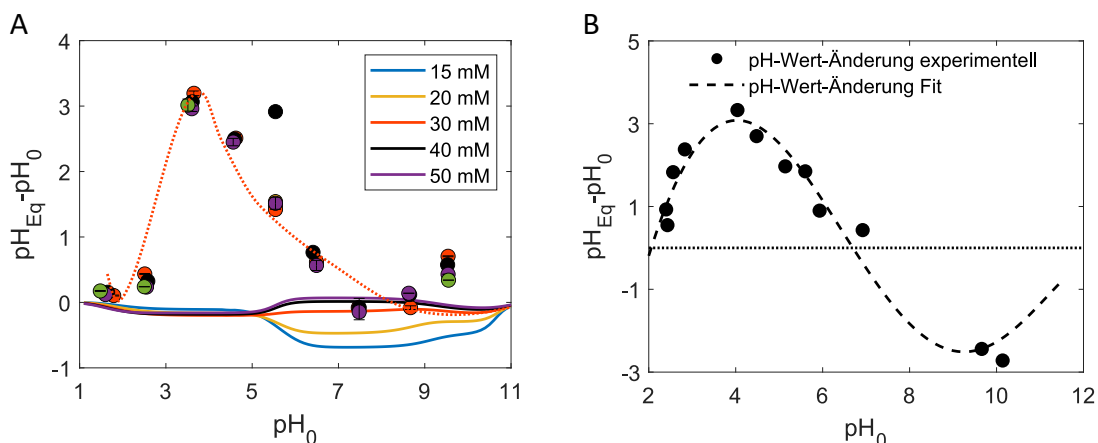 A
4
3
2
1
0
-1
1
3
5
7
9
11
pH_Eq-pH_0
pH_0
15 mM
20 mM
30 mM
40 mM
50 mM
B
5
3
1
-1
-3
2
4
6
8
10
12
pH_Eq-pH_0
pH_0
pH-Wert-Änderung experimentell
pH-Wert-Änderung Fit